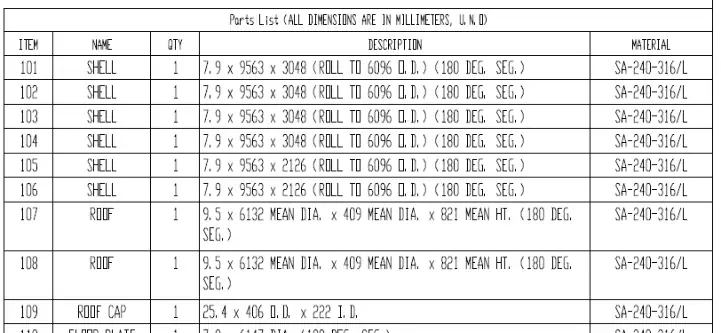 Parts List (ALL DIMENSIONS ARE IN MILLIMETERS, U.N.O)
ITEM NAME QTY DESCRIPTION MATERIAL
101 SHELL 1 7.9 x 9563 x 3048 (ROLL TO 6096 O.D.) (180 DEG. SEG.) SA-240-316/L
102 SHELL 1 7.9 x 9563 x 3048 (ROLL TO 6096 O.D.) (180 DEG. SEG.) SA-240-316/L
103 SHELL 1 7.9 x 9563 x 3048 (ROLL TO 6096 O.D.) (180 DEG. SEG.) SA-240-316/L
104 SHELL 1 7.9 x 9563 x 3048 (ROLL TO 6096 O.D.) (180 DEG. SEG.) SA-240-316/L
105 SHELL 1 7.9 x 9563 x 2126 (ROLL TO 6096 O.D.) (180 DEG. SEG.) SA-240-316/L
106 SHELL 1 7.9 x 9563 x 2126 (ROLL TO 6096 O.D.) (180 DEG. SEG.) SA-240-316/L
107 ROOF 1 9.5 x 6132 MEAN DIA. x 409 MEAN DIA. x 821 MEAN HT. (180 DEG. SA-240-316/L
SEG.)
108 ROOF 1 9.5 x 6132 MEAN DIA. x 409 MEAN DIA. x 821 MEAN HT. (180 DEG. SA-240-316/L
SEG.)
109 ROOF CAP 1 25.4 x 406 O.D. x 222 I.D. SA-240-316/L